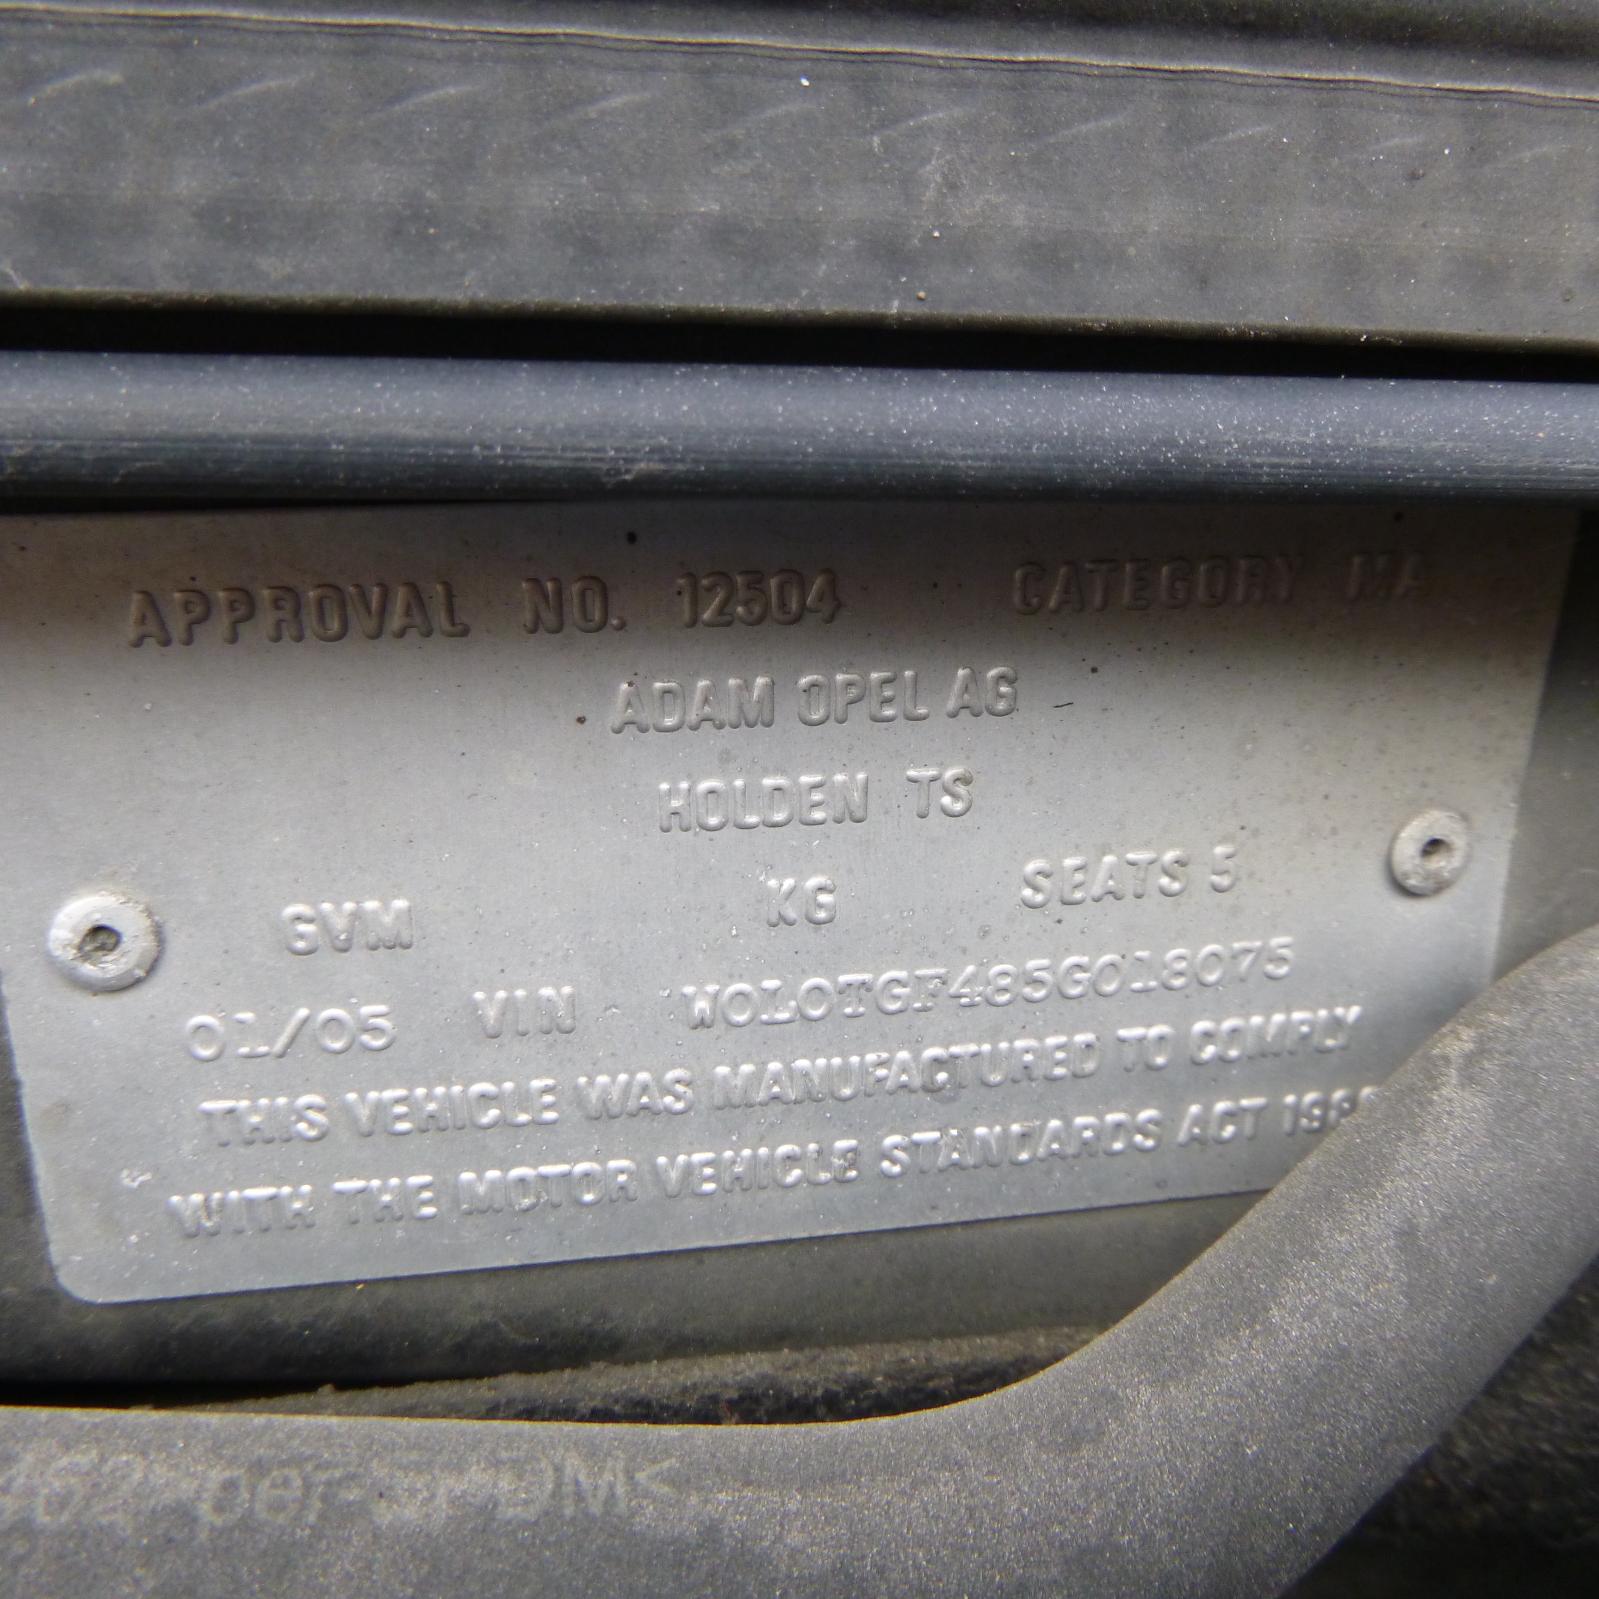 APPROVAL NO. 12504 CATEGORY MA
ADAM OPEL AG
HOLDEN TS
GVM KG SEATS 5
01/05 VIN W0L0TGF485G018075
THIS VEHICLE WAS MANUFACTURED TO COMPLY
WITH THE MOTOR VEHICLE STANDARDS ACT